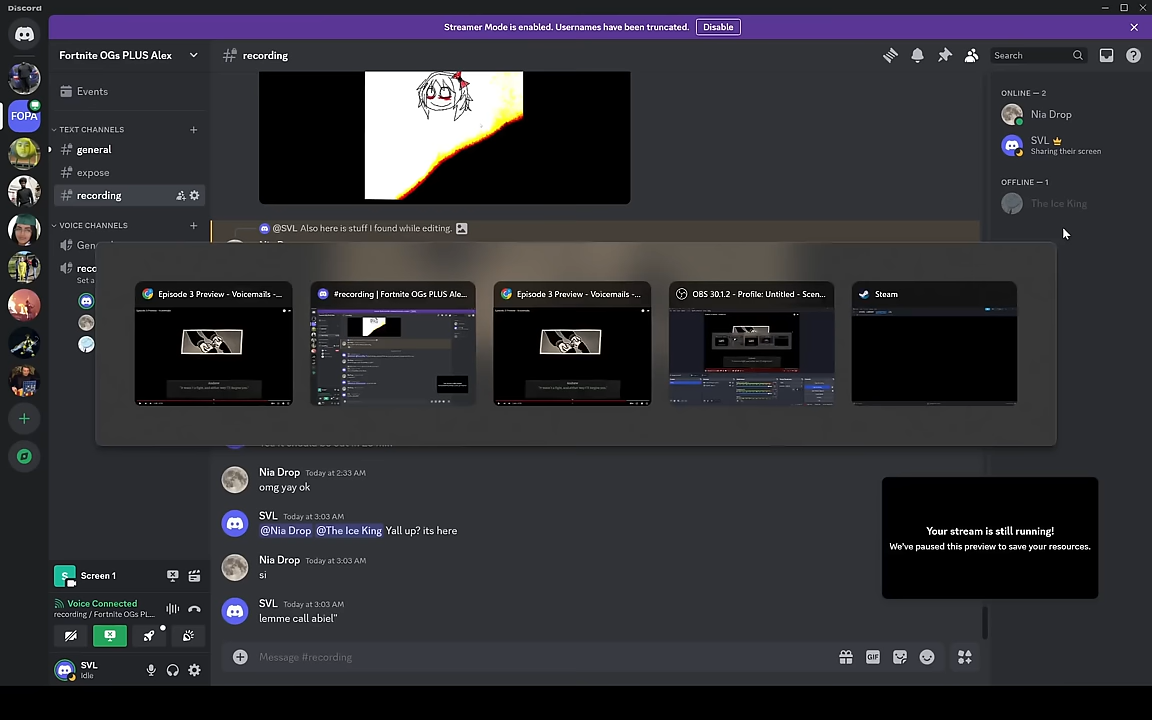 Discord
Streamer Mode is enabled. Usernames have been truncated.
Disable
Fortnite OGs PLUS Alex
recording
Search
Events
ONLINE — 2
Nia Drop
SVL
Sharing their screen
OFFLINE — 1
The Ice King
FOPA
TEXT CHANNELS
general
expose
recording
VOICE CHANNELS
@SVL Also here is stuff I found while editing.
Episode 3 Preview - Voicemails -...
#recording | Fortnite OGs PLUS Ale...
Episode 3 Preview - Voicemails -...
OBS 30.1.2 - Profile: Untitled - Scen...
Steam
Nia Drop Today at 2:33 AM
omg yay ok
SVL Today at 3:03 AM
@Nia Drop @The Ice King Yall up? its here
Nia Drop Today at 3:03 AM
si
SVL Today at 3:03 AM
lemme call abiel"
Your stream is still running!
We've paused this preview to save your resources.
S
Screen 1
Voice Connected
recording / Fortnite OGs PL...
SVL
Idle
Message #recording
GIF